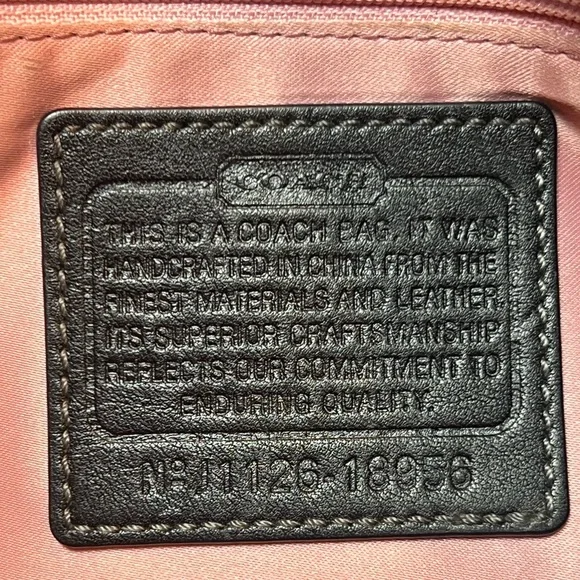 COACH
THIS IS A COACH BAG. IT WAS
HANDCRAFTED IN CHINA FROM THE
FINEST MATERIALS AND LEATHER.
ITS SUPERIOR CRAFTSMANSHIP
REFLECTS OUR COMMITMENT TO
ENDURING QUALITY.
No J1126-18956